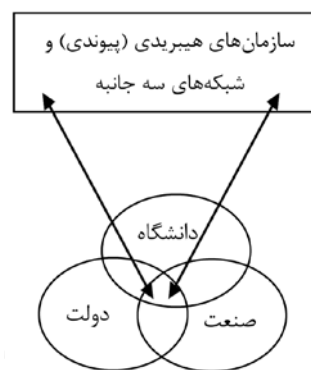 سازمان‌های هیبریدی (پیوندی) و
شبکه‌های سه جانبه
دانشگاه
دولت
صنعت